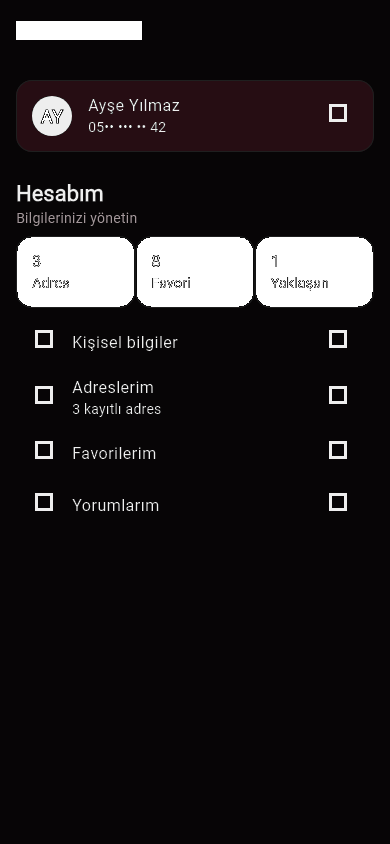 AY
Ayşe Yılmaz
05•• ••• •• 42
Hesabım
Bilgilerinizi yönetin
3
Adres
8
Favori
1
Yaklaşan
Kişisel bilgiler
Adreslerim
3 kayıtlı adres
Favorilerim
Yorumlarım